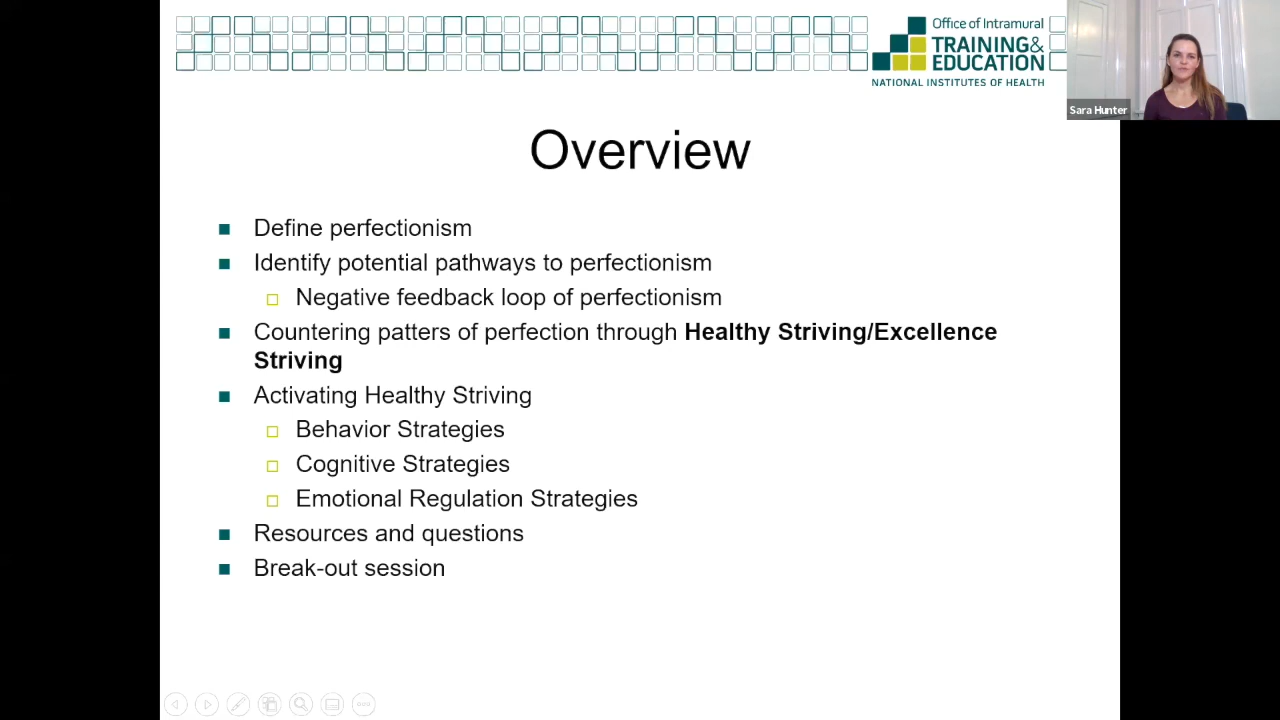 Office of Intramural
TRAINING&
EDUCATION
NATIONAL INSTITUTES OF HEALTH
Sara Hunter
Overview
Define perfectionism
Identify potential pathways to perfectionism
Negative feedback loop of perfectionism
Countering patters of perfection through Healthy Striving/Excellence
Striving
Activating Healthy Striving
Behavior Strategies
Cognitive Strategies
Emotional Regulation Strategies
Resources and questions
Break-out session